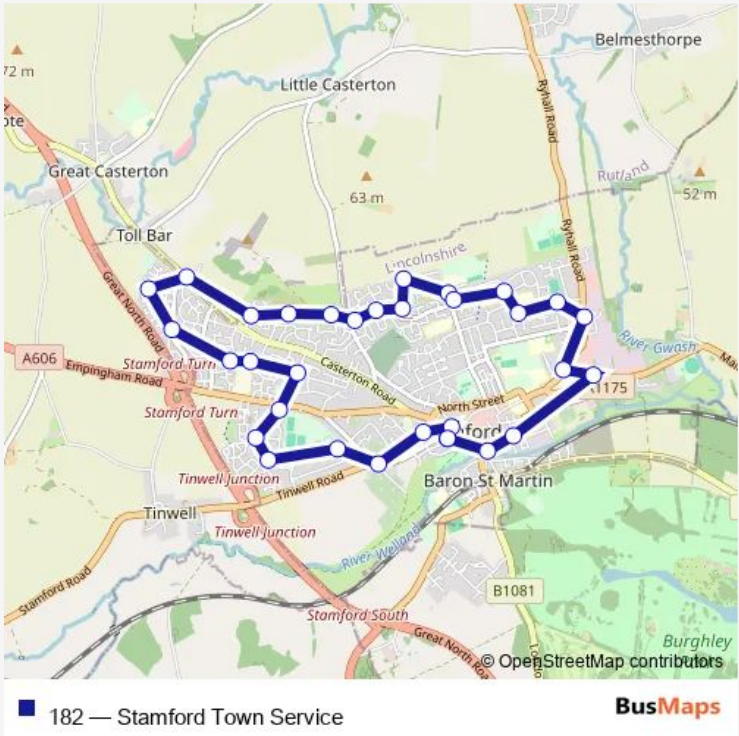 Belmesthorpe
72 m
Little Casterton
Ryhall Road
ote
Great Casterton
Rutland
63 m
52 m
Toll Bar
Lincolnshire
Ryhall Road
Great North Road
River Gwash
A606
Stamford Turn
Empingham Road
Casterton Road
Stamford Turn
North Street
A1175
ford
Tinwell Junction
Tinwell Road
Baron St Martin
Tinwell
Tinwell Junction
River Welland
Stamford Road
B1081
Stamford South
Great North Roa
Burghley
© OpenStreetMap contributors
182 — Stamford Town Service
BusMaps